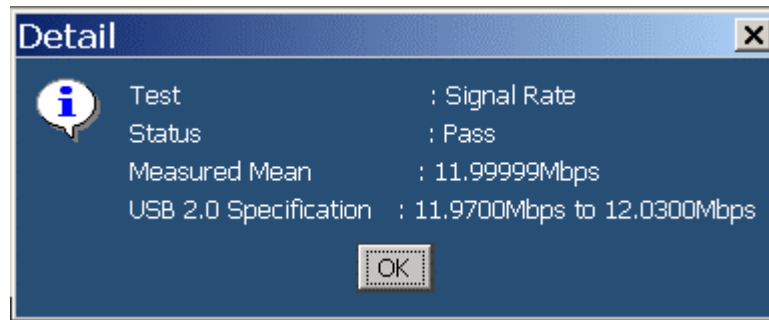 Detail
Test : Signal Rate
Status : Pass
Measured Mean : 11.99999Mbps
USB 2.0 Specification : 11.9700Mbps to 12.0300Mbps
OK